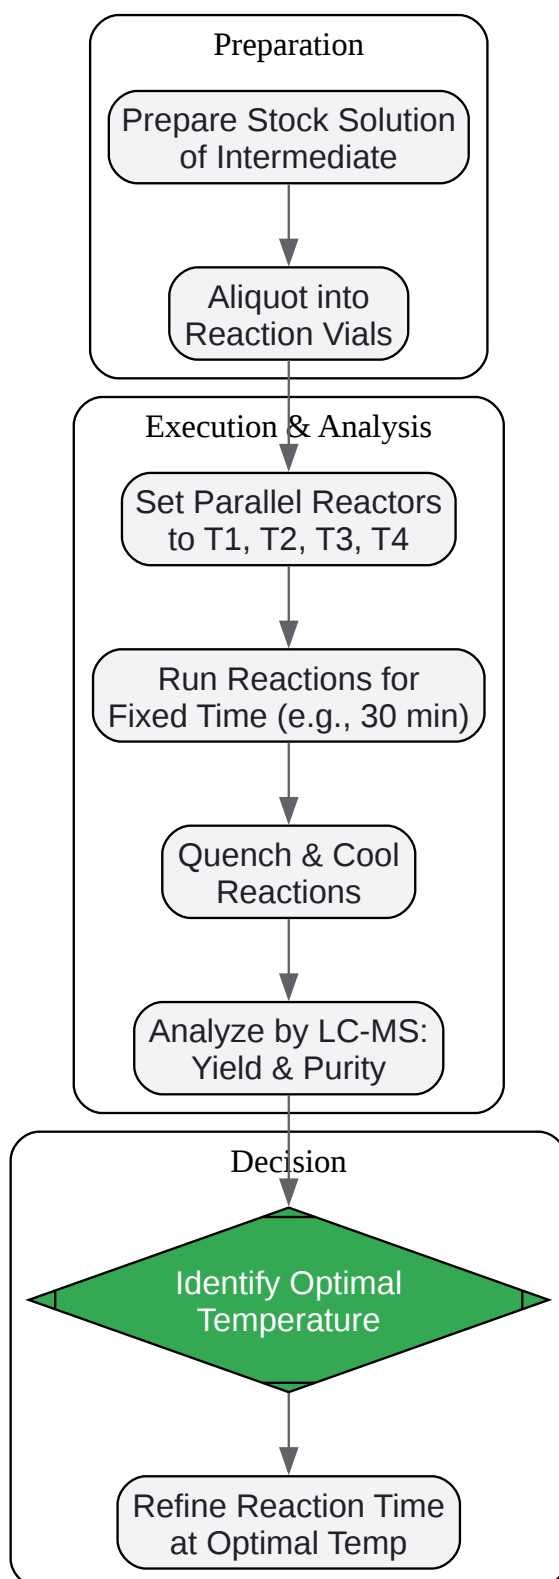 Preparation
Prepare Stock Solution
of Intermediate
Aliquot into
Reaction Vials
Execution & Analysis
Set Parallel Reactors
to T1, T2, T3, T4
Run Reactions for
Fixed Time (e.g., 30 min)
Quench & Cool
Reactions
Analyze by LC-MS:
Yield & Purity
Decision
Identify Optimal
Temperature
Refine Reaction Time
at Optimal Temp